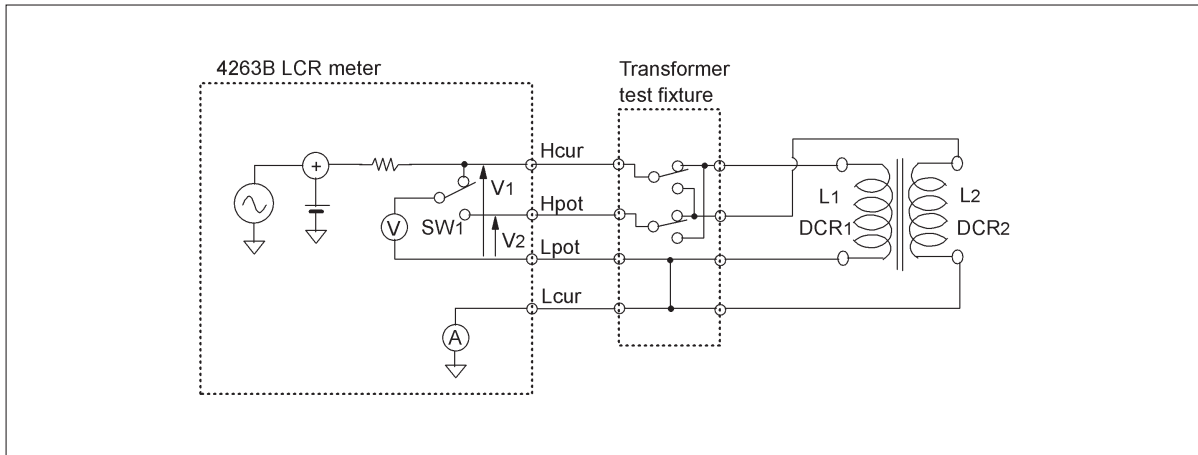 4263B LCR meter
Transformer
test fixture
Hcur
+
V1
L1
L2
Hpot
V
SW1
DCR1
DCR2
V2
Lpot
Lcur
A